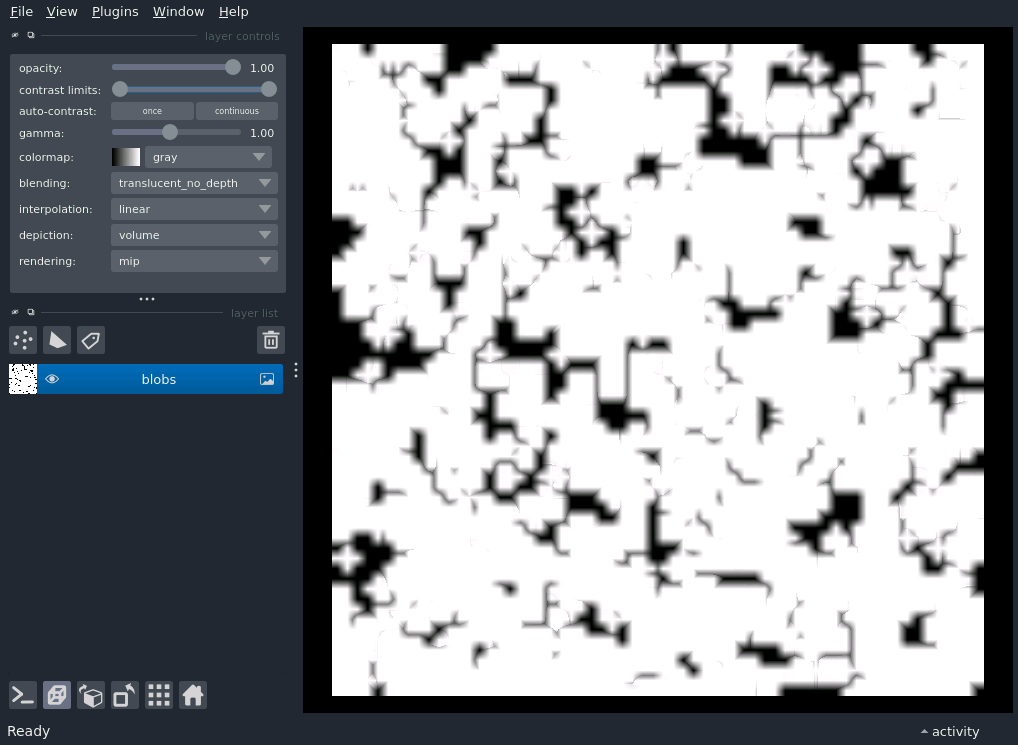 File View Plugins Window Help
layer controls
opacity: 1.00
contrast limits:
auto-contrast: once continuous
gamma: 1.00
colormap: gray
blending: translucent_no_depth
interpolation: linear
depiction: volume
rendering: mip
layer list
blobs
Ready
activity